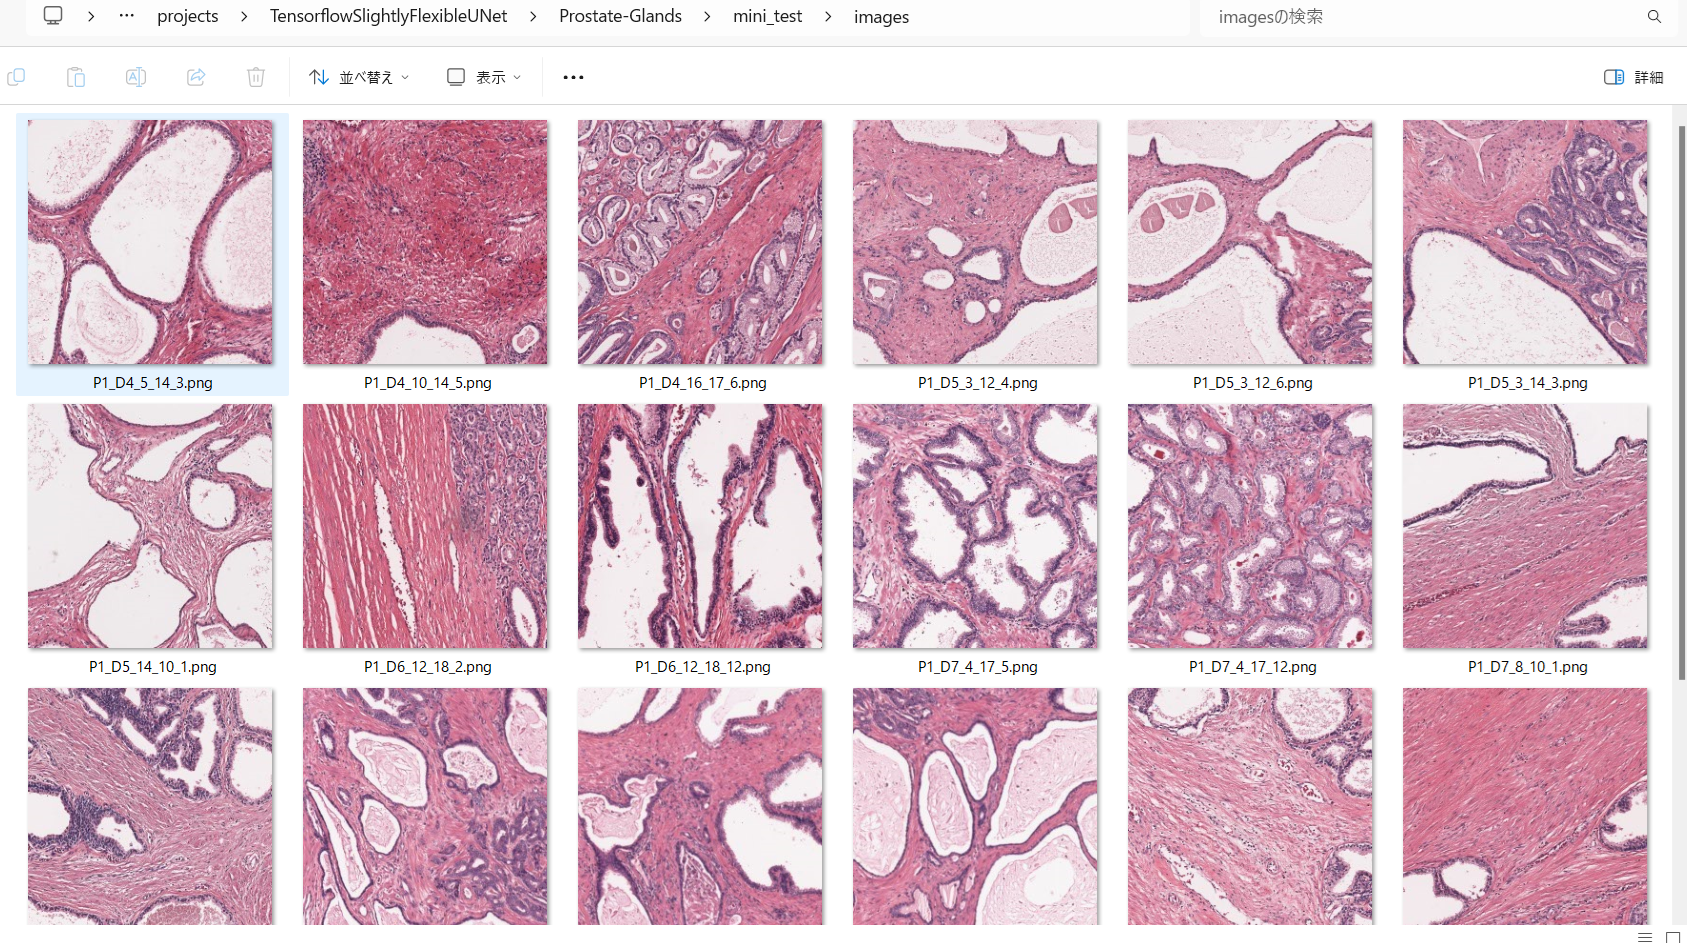 … projects TensorflowSlightlyFlexibleUNet Prostate-Glands mini_test images imagesの検索
並べ替え 表示 ••• 詳細
P1_D4_5_14_3.png P1_D4_10_14_5.png P1_D4_16_17_6.png P1_D5_3_12_4.png P1_D5_3_12_6.png P1_D5_3_14_3.png
P1_D5_14_10_1.png P1_D6_12_18_2.png P1_D6_12_18_12.png P1_D7_4_17_5.png P1_D7_4_17_12.png P1_D7_8_10_1.png